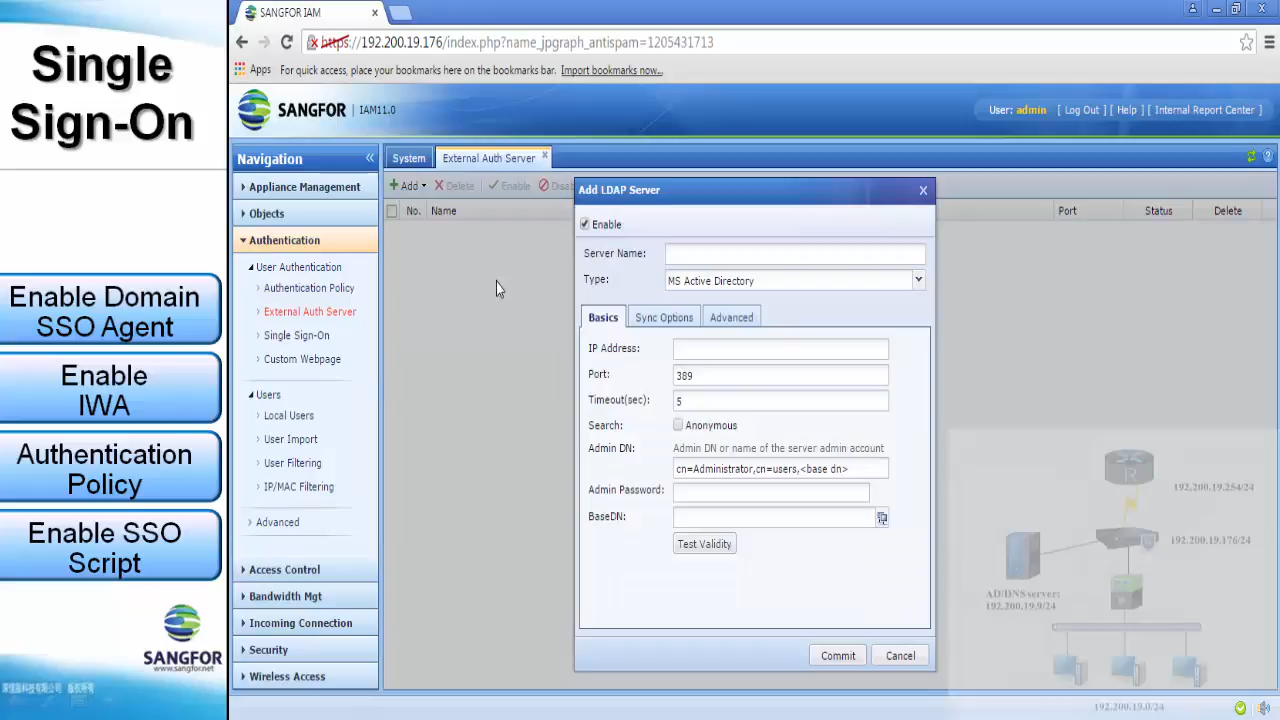 Single
Sign-On
Enable Domain
SSO Agent
Enable
IWA
Authentication
Policy
Enable SSO
Script
SANGFOR
www.sangfor.net
SANGFOR IAM
https://192.200.19.176/index.php?name_jpgraph_antispam=1205431713
Apps For quick access, place your bookmarks here on the bookmarks bar. Import bookmarks now...
SANGFOR | IAM11.0
User: admin [ Log Out ] [ Help ] [ Internal Report Center ]
Navigation
Appliance Management
Objects
Authentication
User Authentication
Authentication Policy
External Auth Server
Single Sign-On
Custom Webpage
Users
Local Users
User Import
User Filtering
IP/MAC Filtering
Advanced
Access Control
Bandwidth Mgt
Incoming Connection
Security
Wireless Access
System External Auth Server
Add Delete Enable Disab
No. Name Port Status Delete
Add LDAP Server
Enable
Server Name:
Type: MS Active Directory
Basics Sync Options Advanced
IP Address:
Port: 389
Timeout(sec): 5
Search: Anonymous
Admin DN: Admin DN or name of the server admin account
cn=Administrator,cn=users,<base dn>
Admin Password:
BaseDN:
Test Validity
Commit Cancel
R
192.200.19.254/24
192.200.19.176/24
AD/DNS server:
192.200.19.9/24
192.200.19.0/24